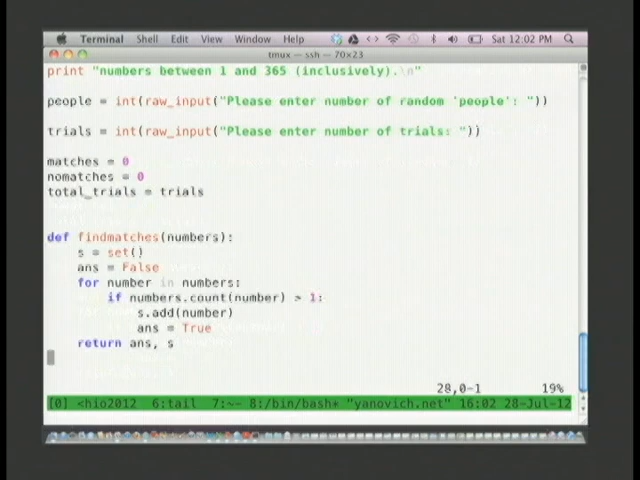 Terminal Shell Edit View Window Help Sat 12:02 PM
tmux — ssh — 70×23
print "numbers between 1 and 365 (inclusively).\n"
people = int(raw_input("Please enter number of random 'people': "))
trials = int(raw_input("Please enter number of trials: "))
matches = 0
nomatches = 0
total_trials = trials
def findmatches(numbers):
s = set()
ans = False
for number in numbers:
if numbers.count(number) > 1:
s.add(number)
ans = True
return ans, s
28,0-1 19%
[0] <hio2012 6:tail 7:~- 8:/bin/bash* "yanovich.net" 16:02 28-Jul-12